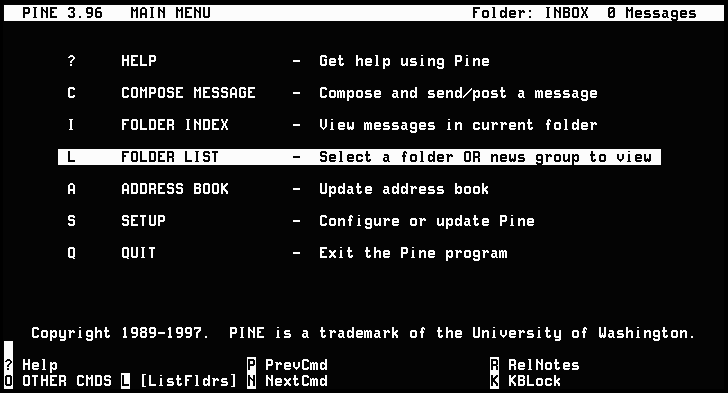 PINE 3.96 MAIN MENU Folder: INBOX 0 Messages
? HELP - Get help using Pine
C COMPOSE MESSAGE - Compose and send/post a message
I FOLDER INDEX - View messages in current folder
L FOLDER LIST - Select a folder OR news group to view
A ADDRESS BOOK - Update address book
S SETUP - Configure or update Pine
Q QUIT - Exit the Pine program
Copyright 1989-1997. PINE is a trademark of the University of Washington.
? Help P PrevCmd R RelNotes
O OTHER CMDS L [ListFldrs] N NextCmd K KBLock